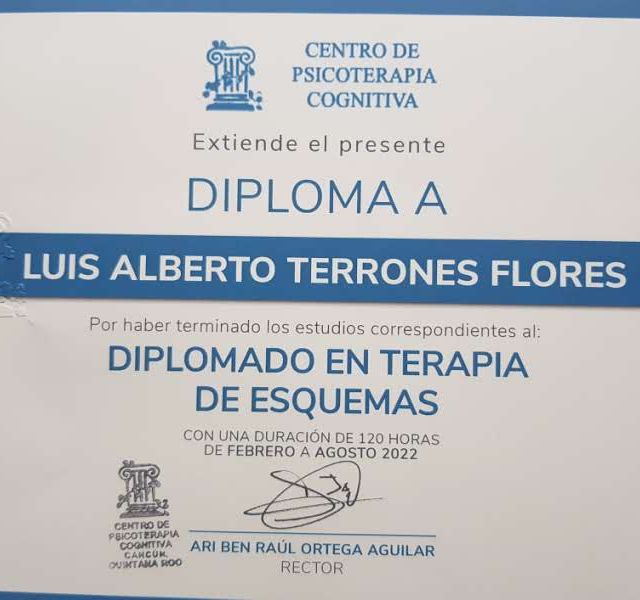 CENTRO DE
PSICOTERAPIA
COGNITIVA
Extiende el presente
DIPLOMA A
LUIS ALBERTO TERRONES FLORES
Por haber terminado los estudios correspondientes al:
DIPLOMADO EN TERAPIA
DE ESQUEMAS
CON UNA DURACIÓN DE 120 HORAS
DE FEBRERO A AGOSTO 2022
CENTRO DE
PSICOTERAPIA
COGNITIVA
CANCÚN,
QUINTANA ROO
ARI BEN RAÚL ORTEGA AGUILAR
RECTOR